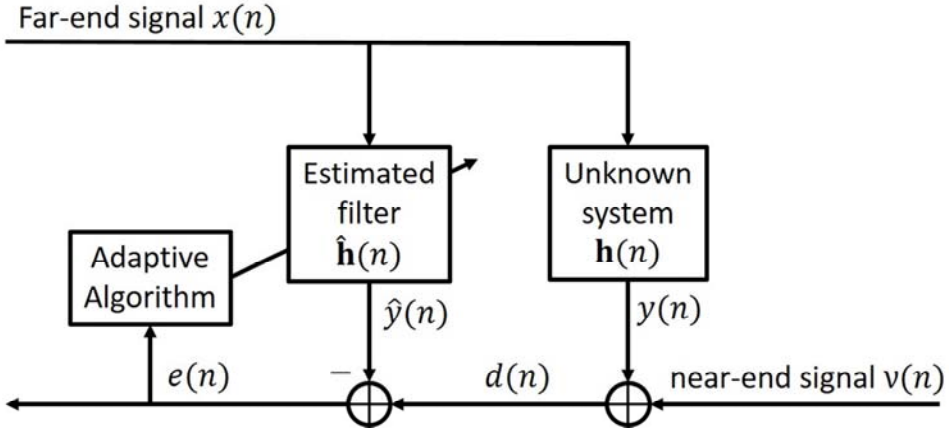 Far-end signal x(n)
Estimated
filter
ĥ(n)
Unknown
system
h(n)
Adaptive
Algorithm
ŷ(n)
y(n)
e(n)
−
d(n)
near-end signal v(n)